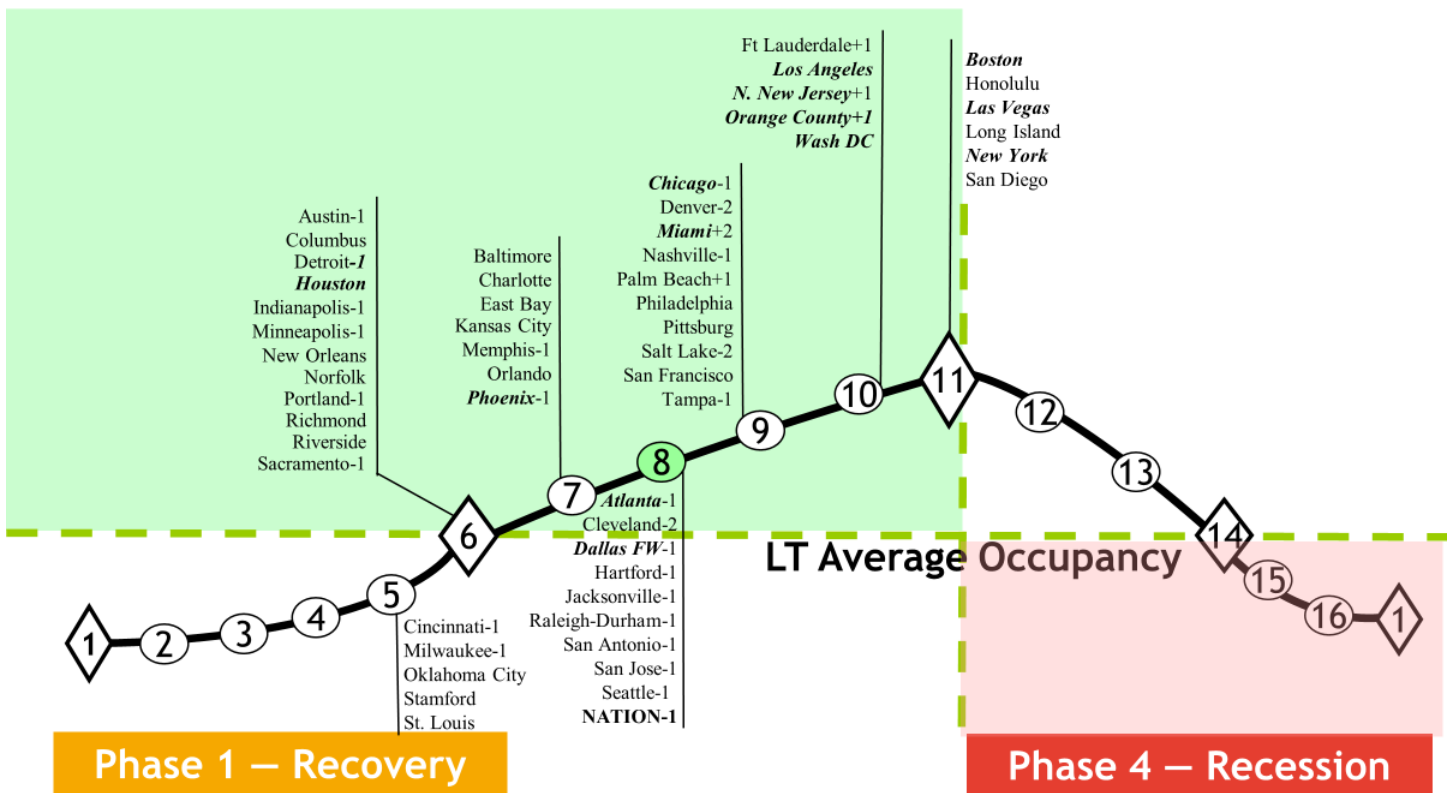 Ft Lauderdale+1
Los Angeles
N. New Jersey+1
Orange County+1
Wash DC
Boston
Honolulu
Las Vegas
Long Island
New York
San Diego
Chicago-1
Denver-2
Miami+2
Nashville-1
Palm Beach+1
Philadelphia
Pittsburg
Salt Lake-2
San Francisco
Tampa-1
Austin-1
Columbus
Detroit-1
Houston
Indianapolis-1
Minneapolis-1
New Orleans
Norfolk
Portland-1
Richmond
Riverside
Sacramento-1
Baltimore
Charlotte
East Bay
Kansas City
Memphis-1
Orlando
Phoenix-1
1
2
3
4
5
6
7
8
9
10
11
12
13
14
15
16
1
Atlanta-1
Cleveland-2
Dallas FW-1
Hartford-1
Jacksonville-1
Raleigh-Durham-1
San Antonio-1
San Jose-1
Seattle-1
NATION-1
LT Average Occupancy
Cincinnati-1
Milwaukee-1
Oklahoma City
Stamford
St. Louis
Phase 1 — Recovery
Phase 4 — Recession